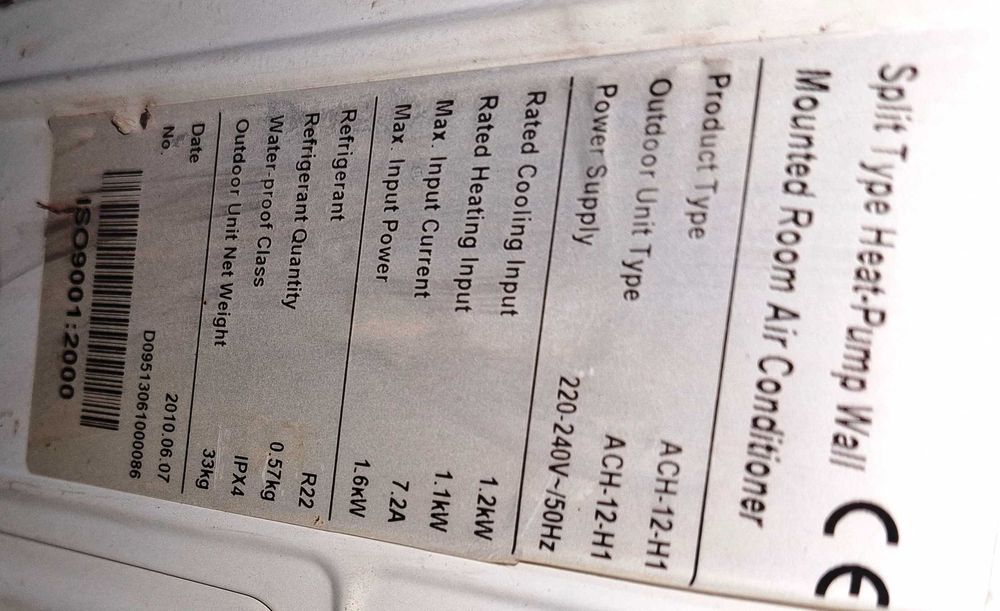 Split Type Heat-Pump Wall
Mounted Room Air Conditioner
CE
Product Type ACH-12-H1
Outdoor Unit Type ACH-12-H1
Power Supply 220-240V~/50Hz
Rated Cooling Input 1.2kW
Rated Heating Input 1.1kW
Max. Input Current 7.2A
Max. Input Power 1.6kW
Refrigerant R22
Refrigerant Quantity 0.57kg
Water-proof Class IPX4
Outdoor Unit Net Weight 33kg
Date 2010.06.07
No. D09513061000086
ISO9001:2000